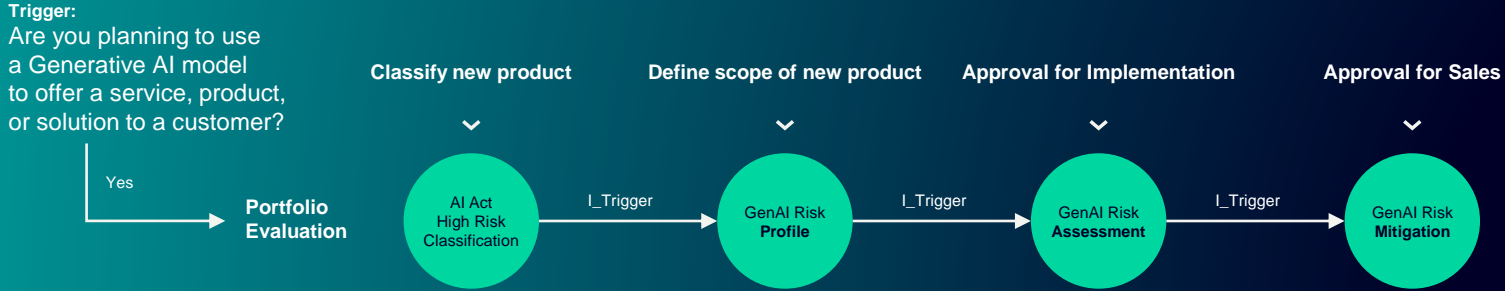 Trigger:
Are you planning to use
a Generative AI model
to offer a service, product,
or solution to a customer?
Classify new product
Define scope of new product
Approval for Implementation
Approval for Sales
Yes
Portfolio
Evaluation
AI Act
High Risk
Classification
I_Trigger
GenAI Risk
Profile
I_Trigger
GenAI Risk
Assessment
I_Trigger
GenAI Risk
Mitigation